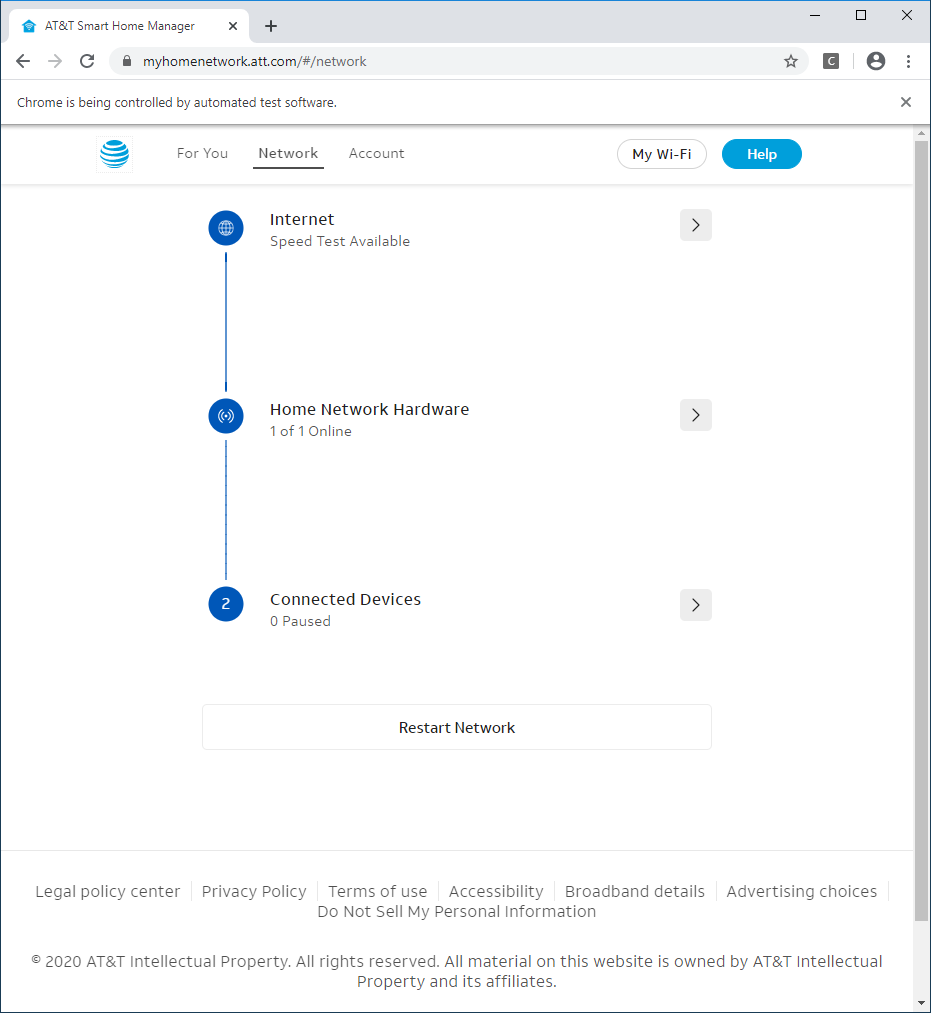 AT&T Smart Home Manager
myhomenetwork.att.com/#/network
C
Chrome is being controlled by automated test software.
For You
Network
Account
My Wi-Fi
Help
Internet
Speed Test Available
Home Network Hardware
1 of 1 Online
2
Connected Devices
0 Paused
Restart Network
Legal policy center
Privacy Policy
Terms of use
Accessibility
Broadband details
Advertising choices
Do Not Sell My Personal Information
© 2020 AT&T Intellectual Property. All rights reserved. All material on this website is owned by AT&T Intellectual
Property and its affiliates.